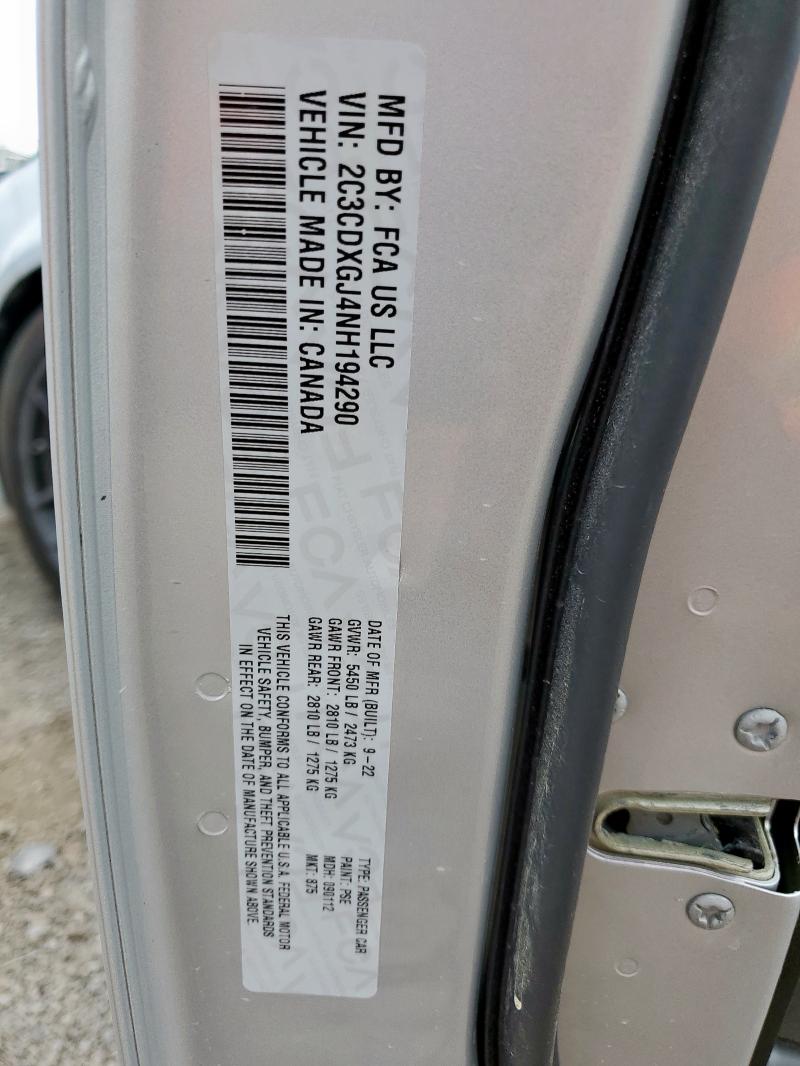 MFD BY: FCA US LLC
VIN: 2C3CDXGJ4NH194290
VEHICLE MADE IN: CANADA
DATE OF MFR (BUILT): 9-22
GVWR: 5450 LB / 2473 KG
GAWR FRONT: 2810 LB / 1275 KG
GAWR REAR: 2810 LB / 1275 KG
TYPE: PASSENGER CAR
PAINT: PSE
MDH: 090112
MKT: 875
THIS VEHICLE CONFORMS TO ALL APPLICABLE U.S.A. FEDERAL MOTOR
VEHICLE SAFETY, BUMPER, AND THEFT PREVENTION STANDARDS
IN EFFECT ON THE DATE OF MANUFACTURE SHOWN ABOVE.
FCA